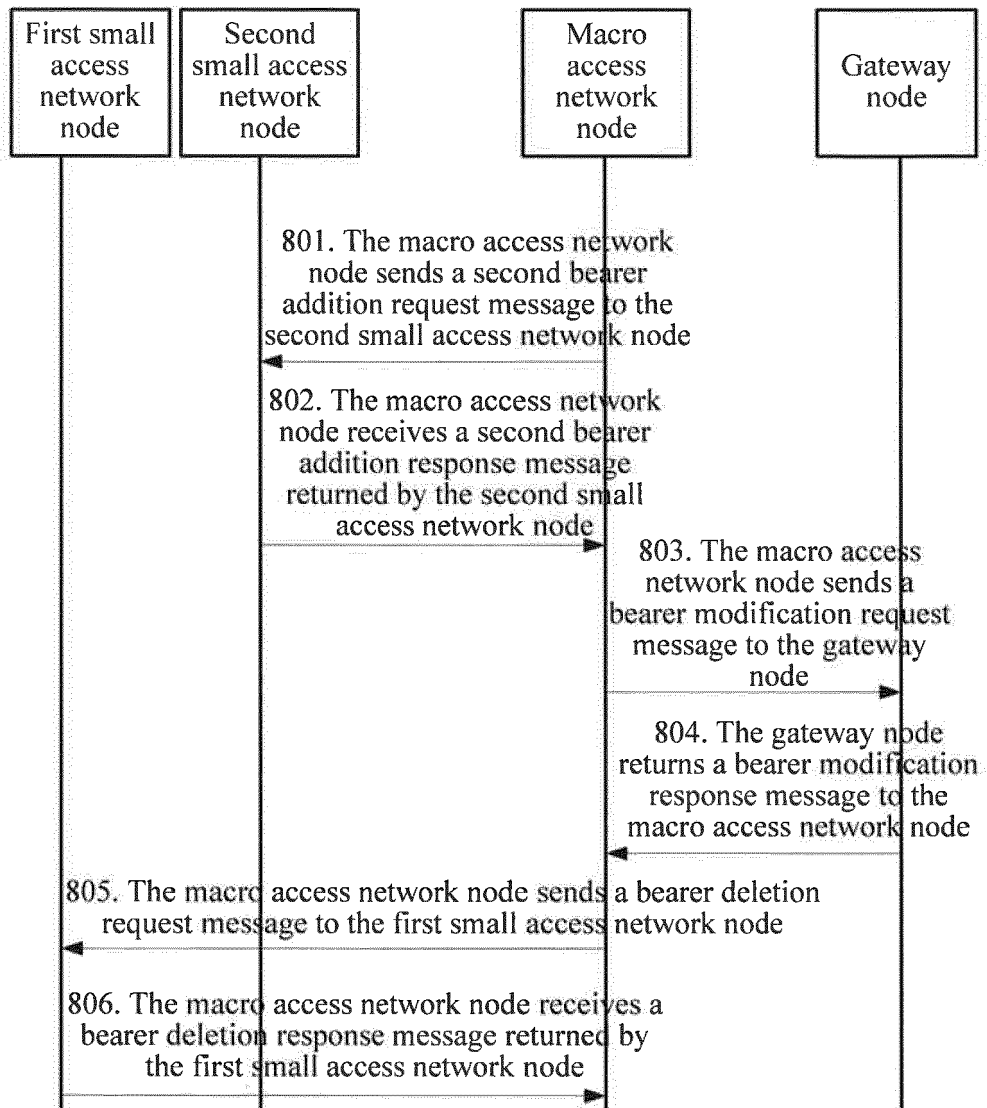 First small
access
network
node
Second
small access
network
node
Macro
access
network
node
Gateway
node
801. The macro access network
node sends a second bearer
addition request message to the
second small access network node
802. The macro access network
node receives a second bearer
addition response message
returned by the second small
access network node
803. The macro access
network node sends a
bearer modification request
message to the gateway
node
804. The gateway node
returns a bearer modification
response message to the
macro access network node
805. The macro access network node sends a bearer deletion
request message to the first small access network node
806. The macro access network node receives a
bearer deletion response message returned by
the first small access network node